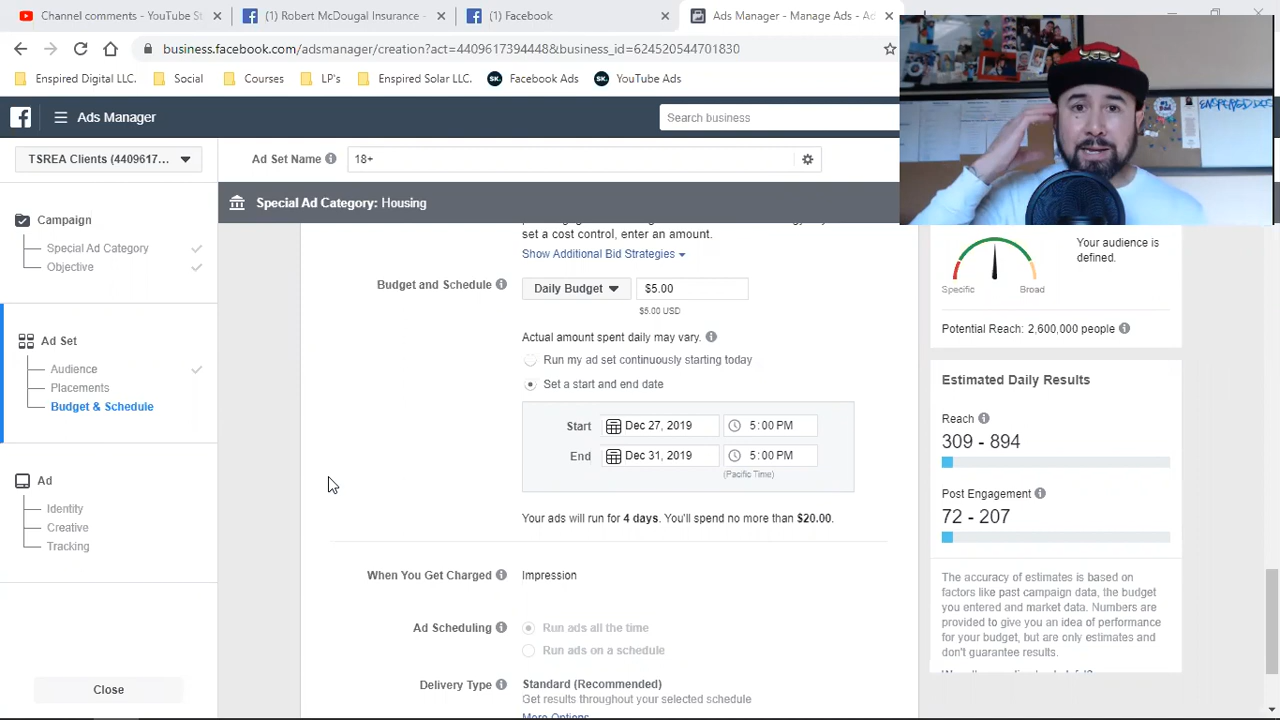 Channel comments - YouTube St
(1) Robert McDougal Insurance -
(1) Facebook
Ads Manager - Manage Ads - Ad
business.facebook.com/adsmanager/creation?act=4409617394448&business_id=624520544701830
Enspired Digital LLC.
Social
Courses
LP's
Enspired Solar LLC.
SK. Facebook Ads
SK. YouTube Ads
Ads Manager
Search business
TSREA Clients (4409617...
Ad Set Name
18+
Special Ad Category: Housing
Campaign
Special Ad Category
Objective
Ad Set
Audience
Placements
Budget & Schedule
Ad
Identity
Creative
Tracking
Close
set a cost control, enter an amount.
Show Additional Bid Strategies
Budget and Schedule
Daily Budget
$5.00
$5.00 USD
Actual amount spent daily may vary.
Run my ad set continuously starting today
Set a start and end date
Start Dec 27, 2019 5:00 PM
End Dec 31, 2019 5:00 PM
(Pacific Time)
Your ads will run for 4 days. You'll spend no more than $20.00.
When You Get Charged
Impression
Ad Scheduling
Run ads all the time
Run ads on a schedule
Delivery Type
Standard (Recommended)
Get results throughout your selected schedule
More Options
Specific
Broad
Your audience is
defined.
Potential Reach: 2,600,000 people
Estimated Daily Results
Reach
309 - 894
Post Engagement
72 - 207
The accuracy of estimates is based on
factors like past campaign data, the budget
you entered and market data. Numbers are
provided to give you an idea of performance
for your budget, but are only estimates and
don't guarantee results.